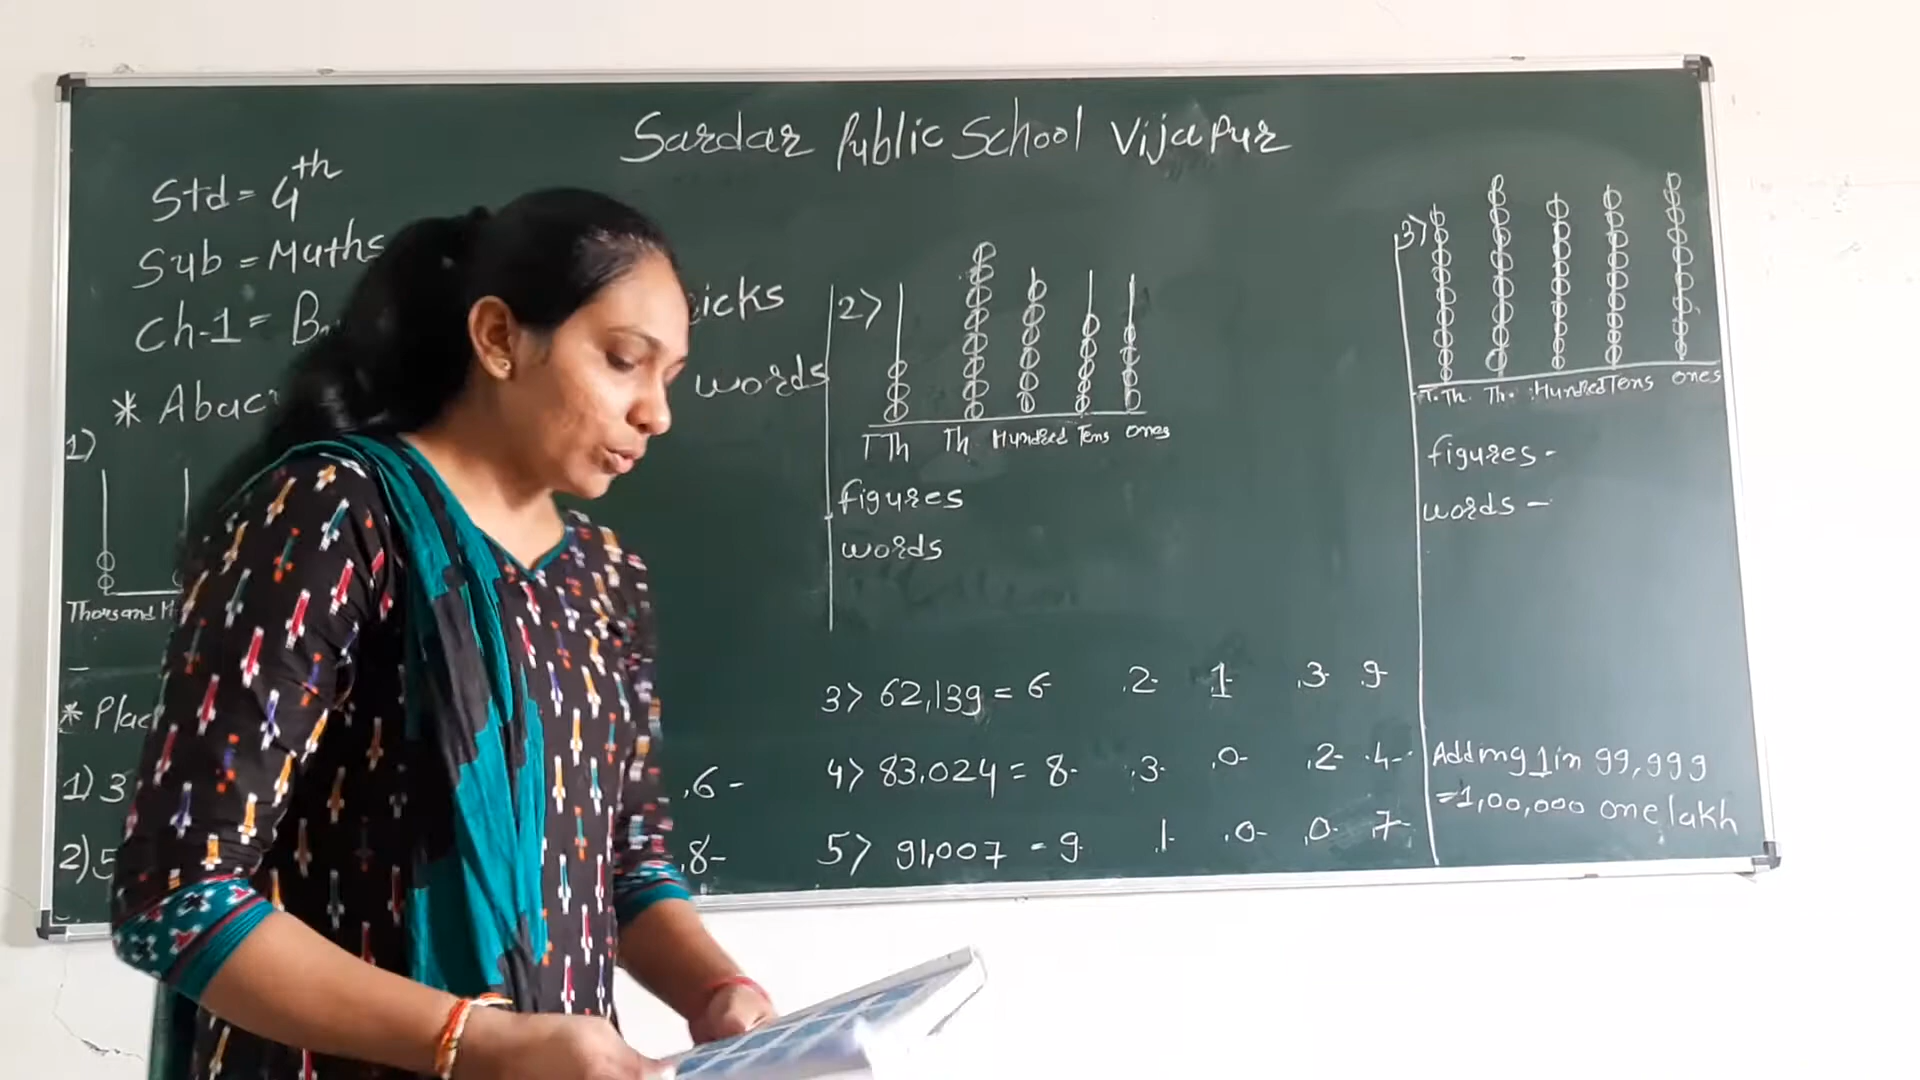 Sardar Public School Vijapur
Std = 4th
Sub = Maths
Ch-1 =
* Abac
words
1)
Thousand H
* Plac
1) 3
,6 -
2) 5
,8-
2>
T Th Th Hundred Tens ones
figures
words
3> 62,139 = 6- ,2- ,1- ,3- 9-
4> 83,024 = 8- ,3- ,0- ,2- ,4-
5> 91,007 = 9- ,1- ,0- ,0- ,7-
3>
T.Th. Th. Hundred Tens ones
figures -
words -
Adding 1 in 99,999
=1,00,000 one lakh